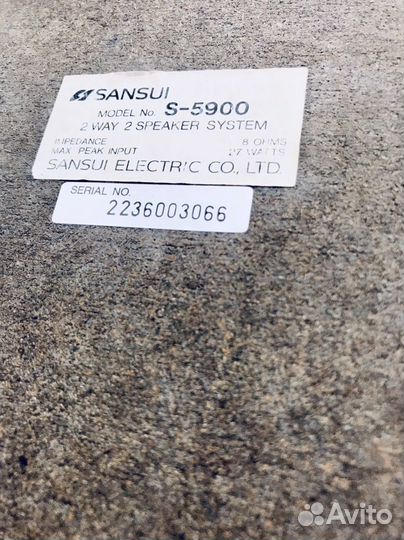 SANSUI
MODEL No. S-5900
2 WAY 2 SPEAKER SYSTEM
IMPEDANCE 8 OHMS
MAX. PEAK INPUT 27 WATTS
SANSUI ELECTRIC CO., LTD.
SERIAL NO.
2236003066
Avito